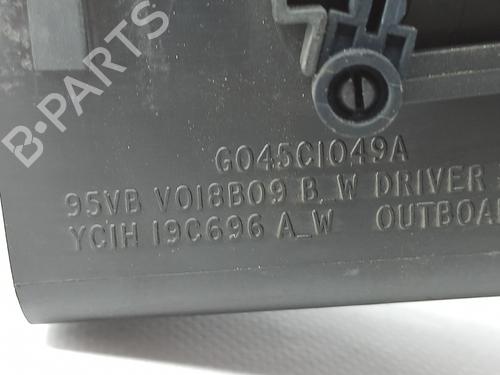 B-PARTS
G045C1049A
95VB V018B09 B_W DRIVER
YC1H 19C696 A_W OUTBOA